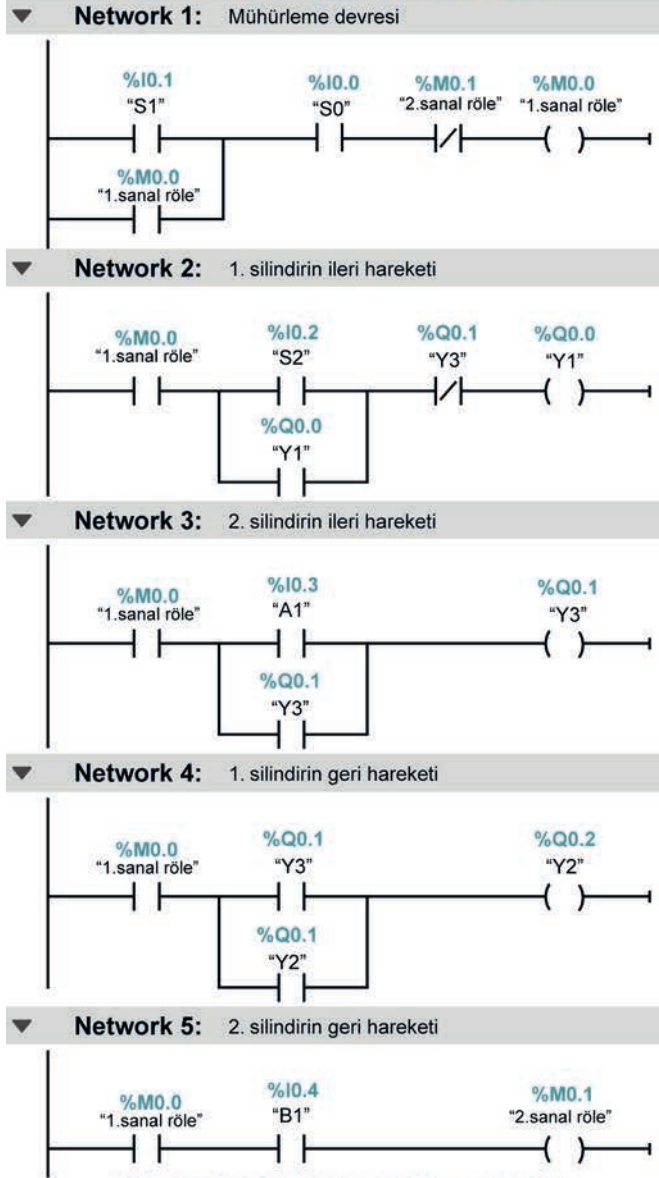 Network 1: Mühürleme devresi
%I0.1 %I0.0 %M0.1 %M0.0
"S1" "S0" "2.sanal röle" "1.sanal röle"
%M0.0
"1.sanal röle"
Network 2: 1. silindirin ileri hareketi
%M0.0 %I0.2 %Q0.1 %Q0.0
"1.sanal röle" "S2" "Y3" "Y1"
%Q0.0
"Y1"
Network 3: 2. silindirin ileri hareketi
%M0.0 %I0.3 %Q0.1
"1.sanal röle" "A1" "Y3"
%Q0.1
"Y3"
Network 4: 1. silindirin geri hareketi
%M0.0 %Q0.1 %Q0.2
"1.sanal röle" "Y3" "Y2"
%Q0.1
"Y2"
Network 5: 2. silindirin geri hareketi
%M0.0 %I0.4 %M0.1
"1.sanal röle" "B1" "2.sanal röle"